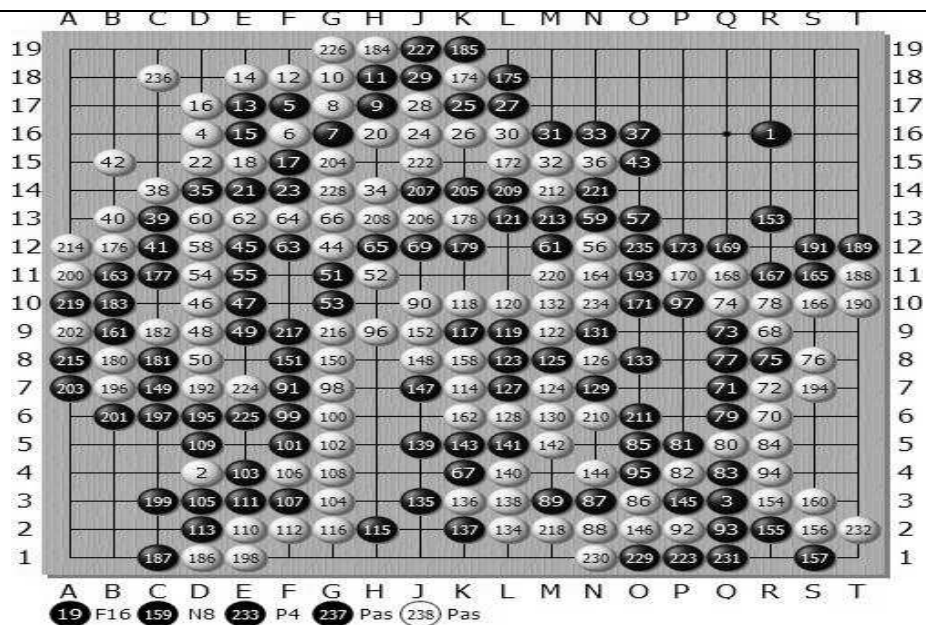 A B C D E F G H J K L M N O P Q R S T
19 226 184 227 185 19
18 236 14 12 10 11 29 174 175 18
17 16 13 5 8 9 28 25 27 17
16 4 15 6 7 20 24 26 30 31 33 37 1 16
15 42 22 18 17 204 222 172 32 36 43 15
14 38 35 21 23 228 34 207 205 209 212 221 14
13 40 39 60 62 64 66 208 206 178 121 213 59 57 153 13
12 214 176 41 58 45 63 44 65 69 179 61 56 235 173 169 191 189 12
11 200 163 177 54 55 51 52 220 164 193 170 168 167 165 188 11
10 219 183 46 47 53 90 118 120 132 234 171 97 74 78 166 190 10
9 202 161 182 48 49 217 216 96 152 117 119 122 131 73 68 9
8 215 180 181 50 151 150 148 158 123 125 126 133 77 75 76 8
7 203 196 149 192 224 91 98 147 114 127 124 129 71 72 194 7
6 201 197 195 225 99 100 162 128 130 210 211 79 70 6
5 109 101 102 139 143 141 142 85 81 80 84 5
4 2 103 106 108 67 140 144 95 82 83 94 4
3 199 105 111 107 104 135 136 138 89 87 86 145 3 154 160 3
2 113 110 112 116 115 137 134 218 88 146 92 93 155 156 232 2
1 187 186 198 230 229 223 231 157 1
A B C D E F G H J K L M N O P Q R S T
19 F16 159 N8 233 P4 237 Pas 238 Pas